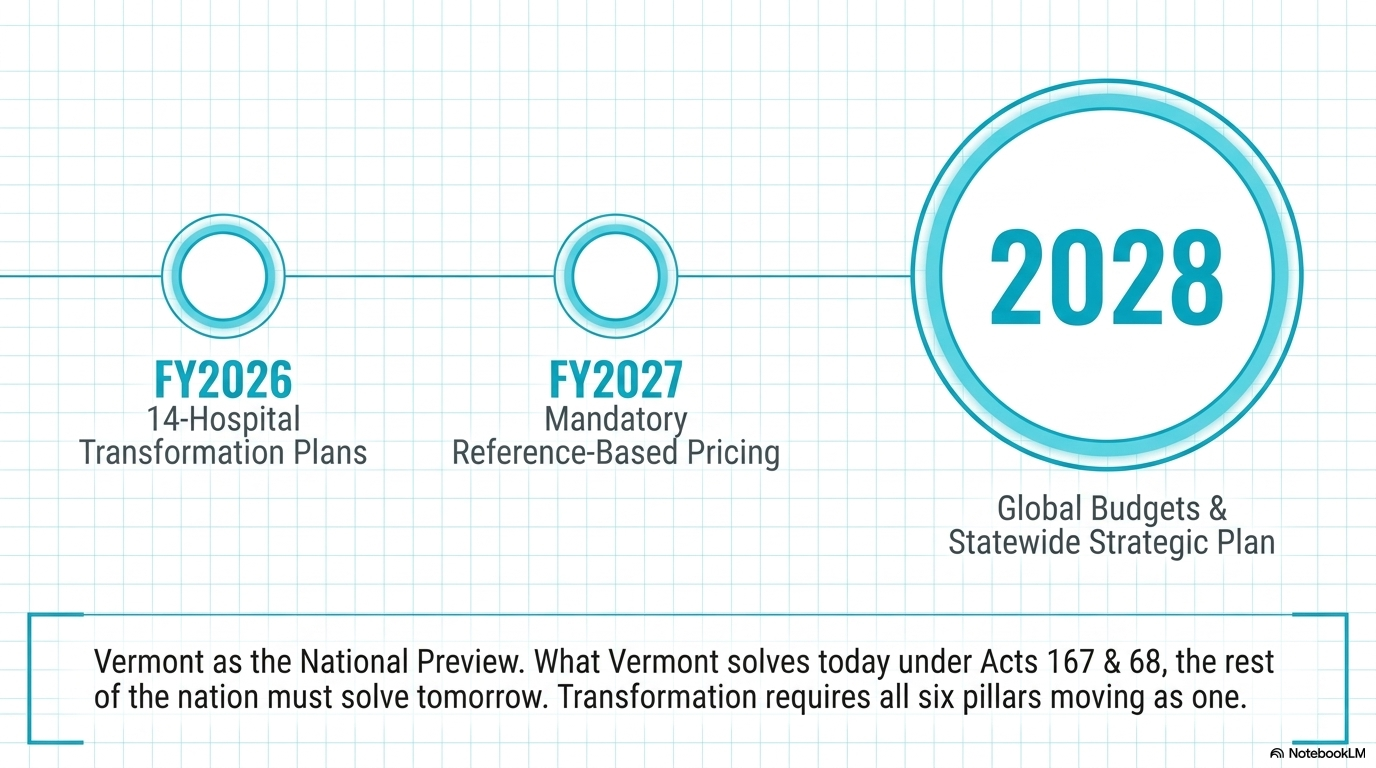 2028
FY2026
14-Hospital
Transformation Plans
FY2027
Mandatory
Reference-Based Pricing
Global Budgets &
Statewide Strategic Plan
Vermont as the National Preview. What Vermont solves today under Acts 167 & 68, the rest
of the nation must solve tomorrow. Transformation requires all six pillars moving as one.
NotebookLM